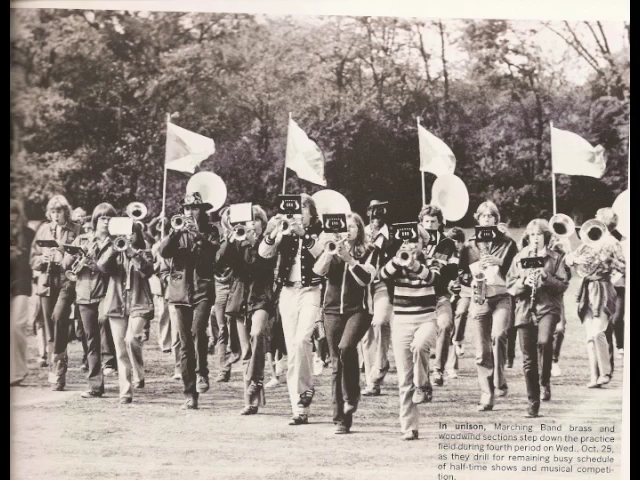 In unison, Marching Band brass and
woodwind sections step down the practice
field during fourth period on Wed., Oct. 25,
as they drill for remaining busy schedule
of half-time shows and musical competi-
tion.